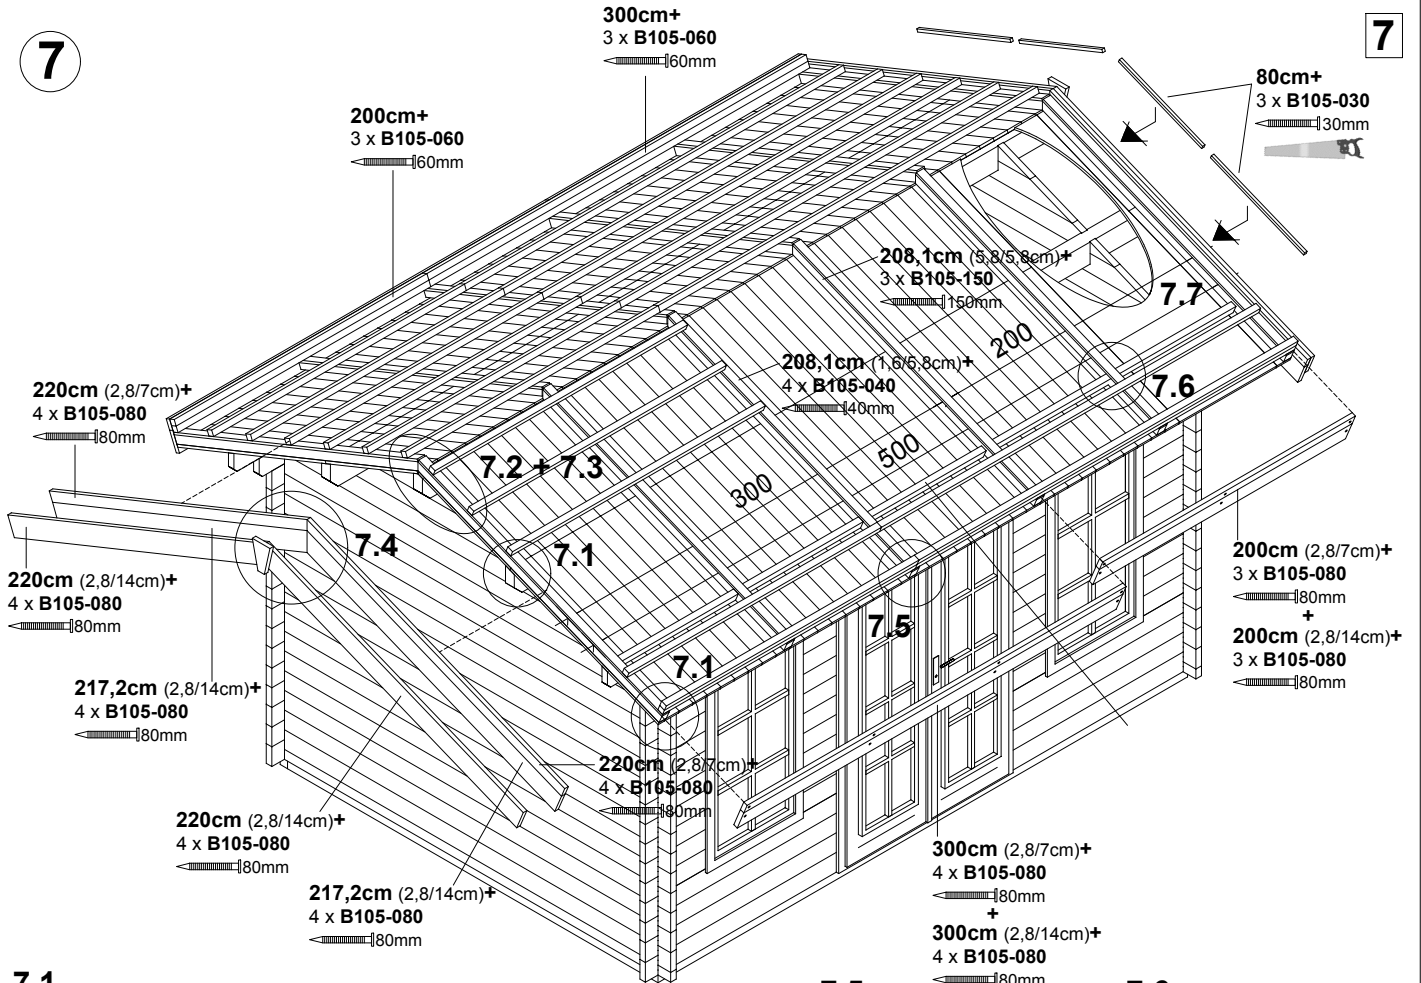 7
7
300cm+
3 x B105-060
60mm
80cm+
3 x B105-030
30mm
200cm+
3 x B105-060
60mm
208,1cm (5,8/5,8cm)+
3 x B105-150
150mm
7.7
200
208,1cm (1,6/5,8cm)+
4 x B105-040
40mm
7.6
220cm (2,8/7cm)+
4 x B105-080
80mm
7.2 + 7.3
500
300
7.4
7.1
220cm (2,8/14cm)+
4 x B105-080
80mm
200cm (2,8/7cm)+
3 x B105-080
80mm
+
200cm (2,8/14cm)+
3 x B105-080
80mm
7.5
7.1
217,2cm (2,8/14cm)+
4 x B105-080
80mm
220cm (2,8/7cm)+
4 x B105-080
80mm
220cm (2,8/14cm)+
4 x B105-080
80mm
300cm (2,8/7cm)+
4 x B105-080
80mm
+
300cm (2,8/14cm)+
4 x B105-080
80mm
217,2cm (2,8/14cm)+
4 x B105-080
80mm
7.1